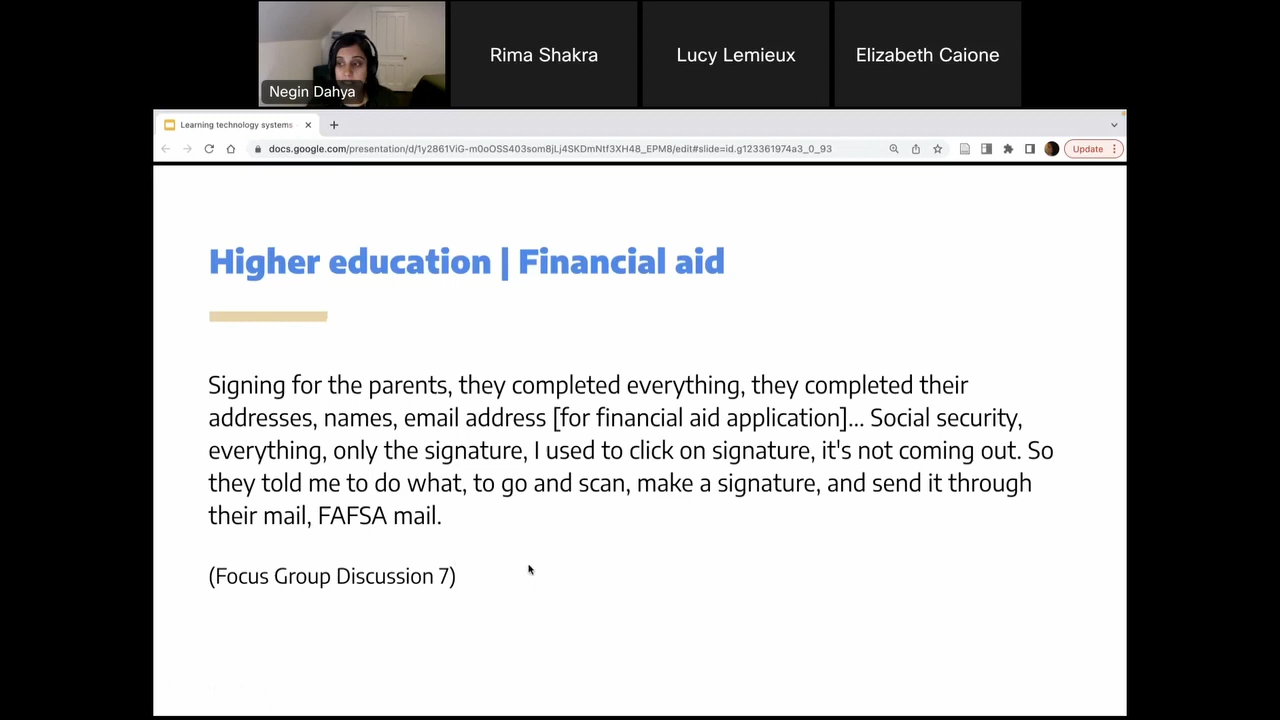 Rima Shakra
Lucy Lemieux
Elizabeth Caione
Negin Dahya
Learning technology systems
docs.google.com/presentation/d/1y2861ViG-m0oOSS403som8jLj4SKDmNtf3XH48_EPM8/edit#slide=id.g123361974a3_0_93
Update
Higher education | Financial aid
Signing for the parents, they completed everything, they completed their
addresses, names, email address [for financial aid application]... Social security,
everything, only the signature, I used to click on signature, it's not coming out. So
they told me to do what, to go and scan, make a signature, and send it through
their mail, FAFSA mail.
(Focus Group Discussion 7)